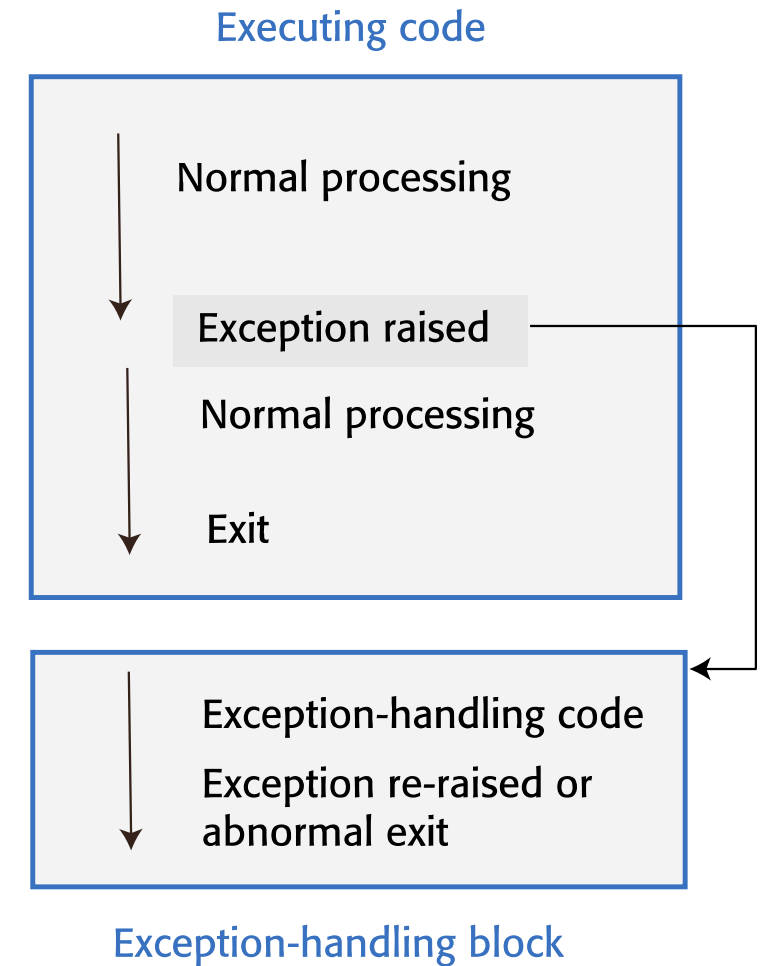 Executing code
Normal processing
Exception raised
Normal processing
Exit
Exception-handling code
Exception re-raised or
abnormal exit
Exception-handling block